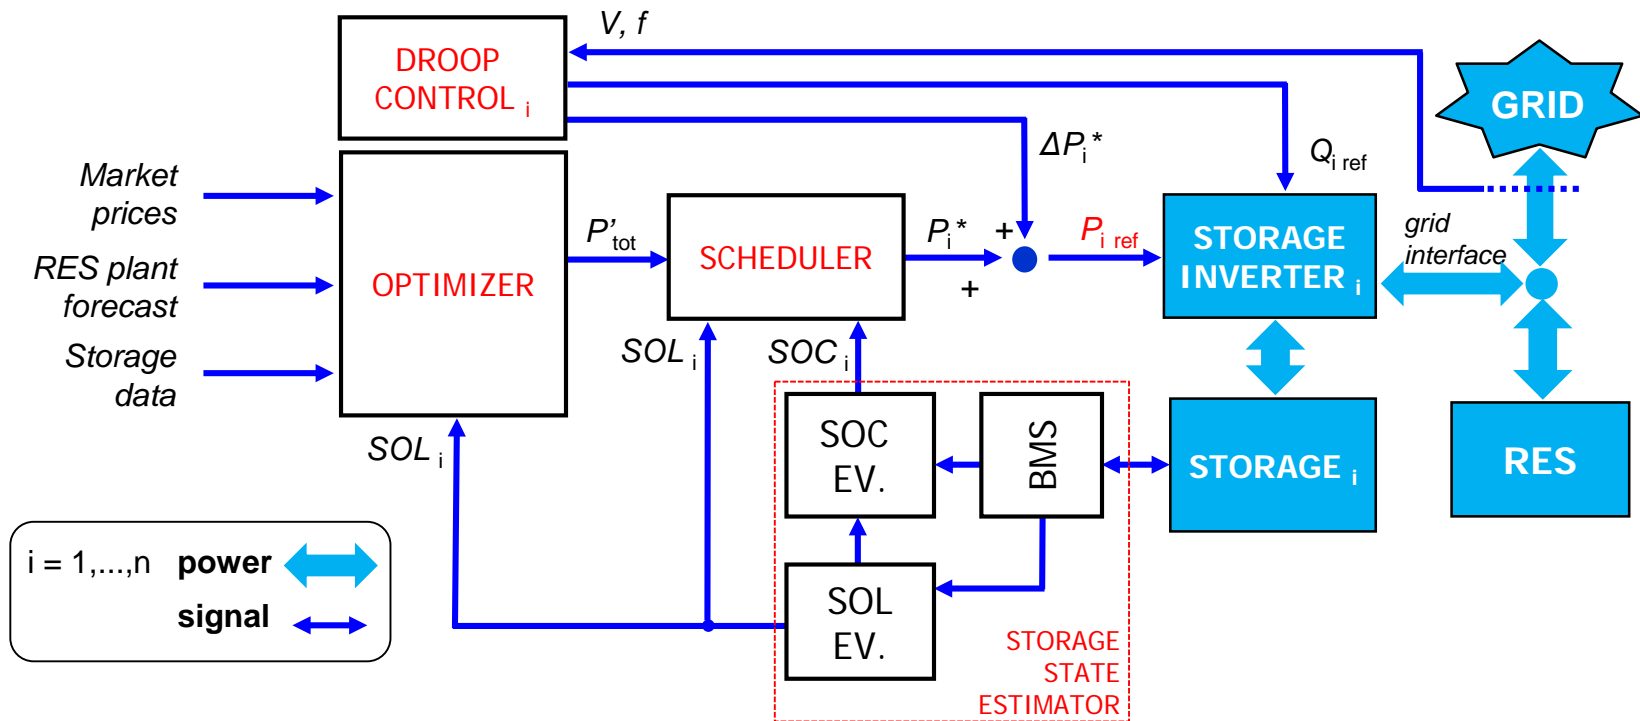 V, f
DROOP
CONTROL i
GRID
ΔPi*
Qi ref
Market
prices
RES plant
forecast
Storage
data
OPTIMIZER
P'tot
SCHEDULER
Pi*
+
+
Pi ref
STORAGE
INVERTER i
grid
interface
SOL i
SOC i
SOL i
SOC
EV.
BMS
STORAGE i
RES
SOL
EV.
STORAGE
STATE
ESTIMATOR
i = 1,...,n power
signal